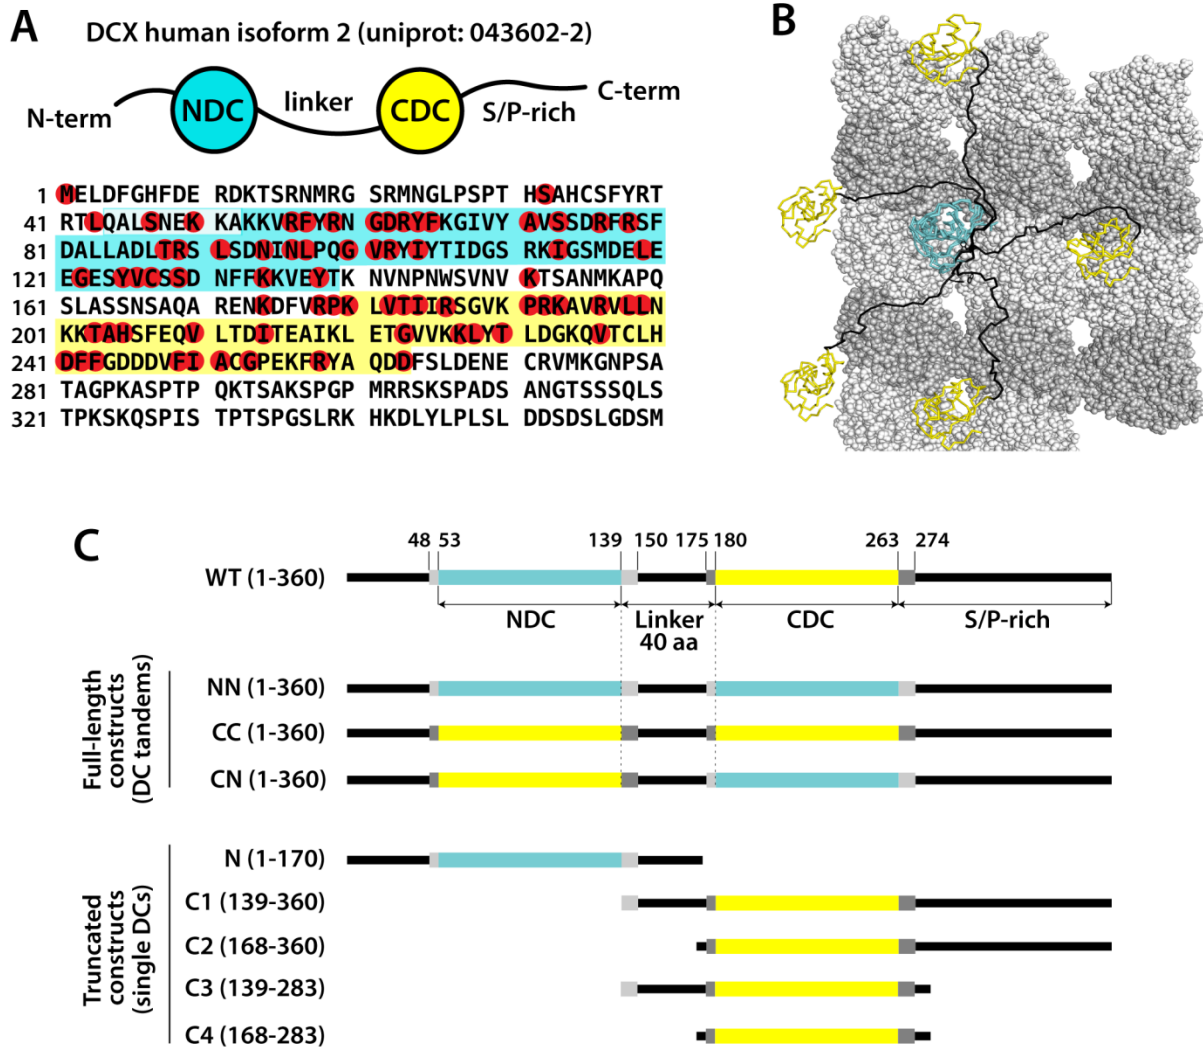 A
DCX human isoform 2 (uniprot: 043602-2)
N-term
NDC
linker
CDC
S/P-rich
C-term
1 MELDFGHFDE RDKTSRNMRG SRMNGLPSPT HSAHCSFYRT
41 RTLQALSNEK KAKKVRFYRN GDRYFKGIVY AVSSDRFRSF
81 DALLADLTRS LSDNINLPQG VRYIYTIDGS RKIGSMDELE
121 EGESYVCSSD NFFKKVEYTK NVNPNWSVNV KTSANMKAPQ
161 SLASSNSAQA RENKDFVRPK LVTIIRSGVK PRKAVRVLLN
201 KKTAHSFEQV LTDITEAIKL ETGVVKKLYT LDGKQVTCLH
241 DFFGDDDVFI ACGPEKFRYA QDDFSLDENE CRVMKGNPSA
281 TAGPKASPTP QKTSAKSPGP MRRSKSPADS ANGTSSSQLS
321 TPKSKQSPIS TPTSPGSLRK HKDLYLPLSL DDSDSLGDSM
B
C
48 53 139 150 175 180 263 274
WT (1-360)
NDC
Linker
40 aa
CDC
S/P-rich
Full-length
constructs
(DC tandems)
NN (1-360)
CC (1-360)
CN (1-360)
Truncated
constructs
(single DCs)
N (1-170)
C1 (139-360)
C2 (168-360)
C3 (139-283)
C4 (168-283)